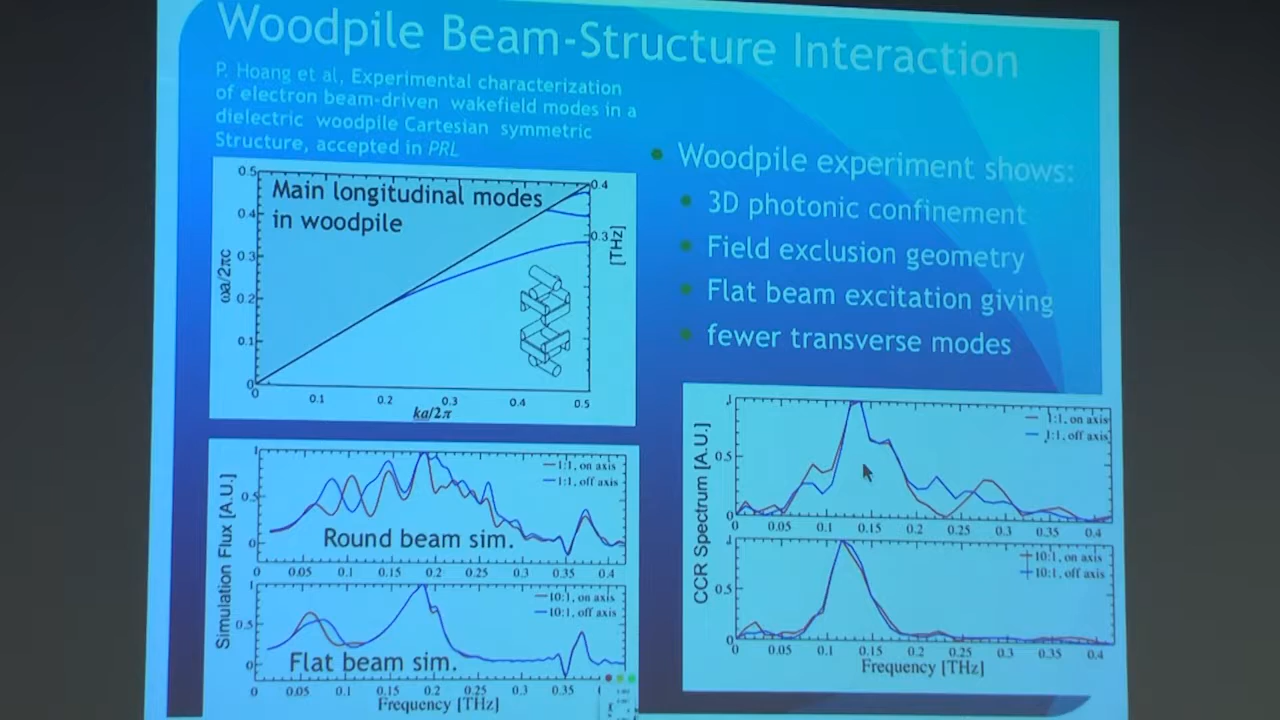 Woodpile Beam-Structure Interaction
P. Hoang et al, Experimental characterization
of electron beam-driven wakefield modes in a
dielectric woodpile Cartesian symmetric
Structure, accepted in PRL
Woodpile experiment shows:
3D photonic confinement
Field exclusion geometry
Flat beam excitation giving
fewer transverse modes
Main longitudinal modes
in woodpile
0.5
0.4
0.3
0.2
0.1
0
ωa/2πc
0.4
0.3
[THz]
0 0.1 0.2 0.3 0.4 0.5
ka/2π
Simulation Flux [A.U.]
1
0.5
0
1:1, on axis
1:1, off axis
Round beam sim.
0 0.05 0.1 0.15 0.2 0.25 0.3 0.35 0.4
1
0.5
0
10:1, on axis
10:1, off axis
Flat beam sim.
0 0.05 0.1 0.15 0.2 0.25 0.3 0.35
Frequency [THz]
CCR Spectrum [A.U.]
1
0.5
0
1:1, on axis
1:1, off axis
0 0.05 0.1 0.15 0.2 0.25 0.3 0.35 0.4
1
0.5
0
10:1, on axis
10:1, off axis
0 0.05 0.1 0.15 0.2 0.25 0.3 0.35 0.4
Frequency [THz]